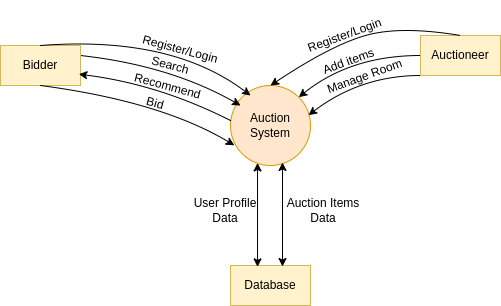 Register/Login
Register/Login
Bidder
Search
Add items
Auctioneer
Recommend
Manage Room
Bid
Auction
System
User Profile
Data
Auction Items
Data
Database